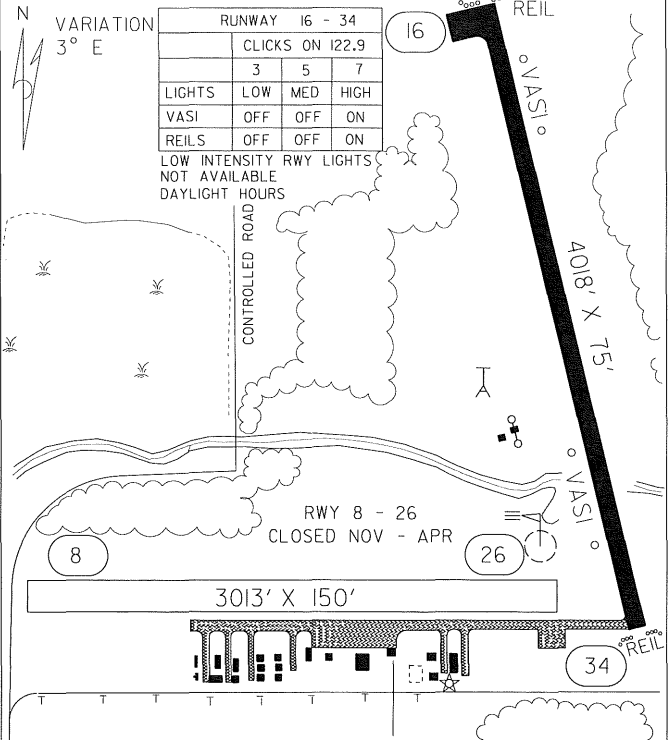 N
VARIATION
3° E
RUNWAY 16 - 34
CLICKS ON 122.9
3 5 7
LIGHTS LOW MED HIGH
VASI OFF OFF ON
REILS OFF OFF ON
LOW INTENSITY RWY LIGHTS
NOT AVAILABLE
DAYLIGHT HOURS
16
REIL
VASI
CONTROLLED ROAD
4018' X 75'
VASI
RWY 8 - 26
CLOSED NOV - APR
8
26
3013' X 150'
REIL
34
T T T T T T T T